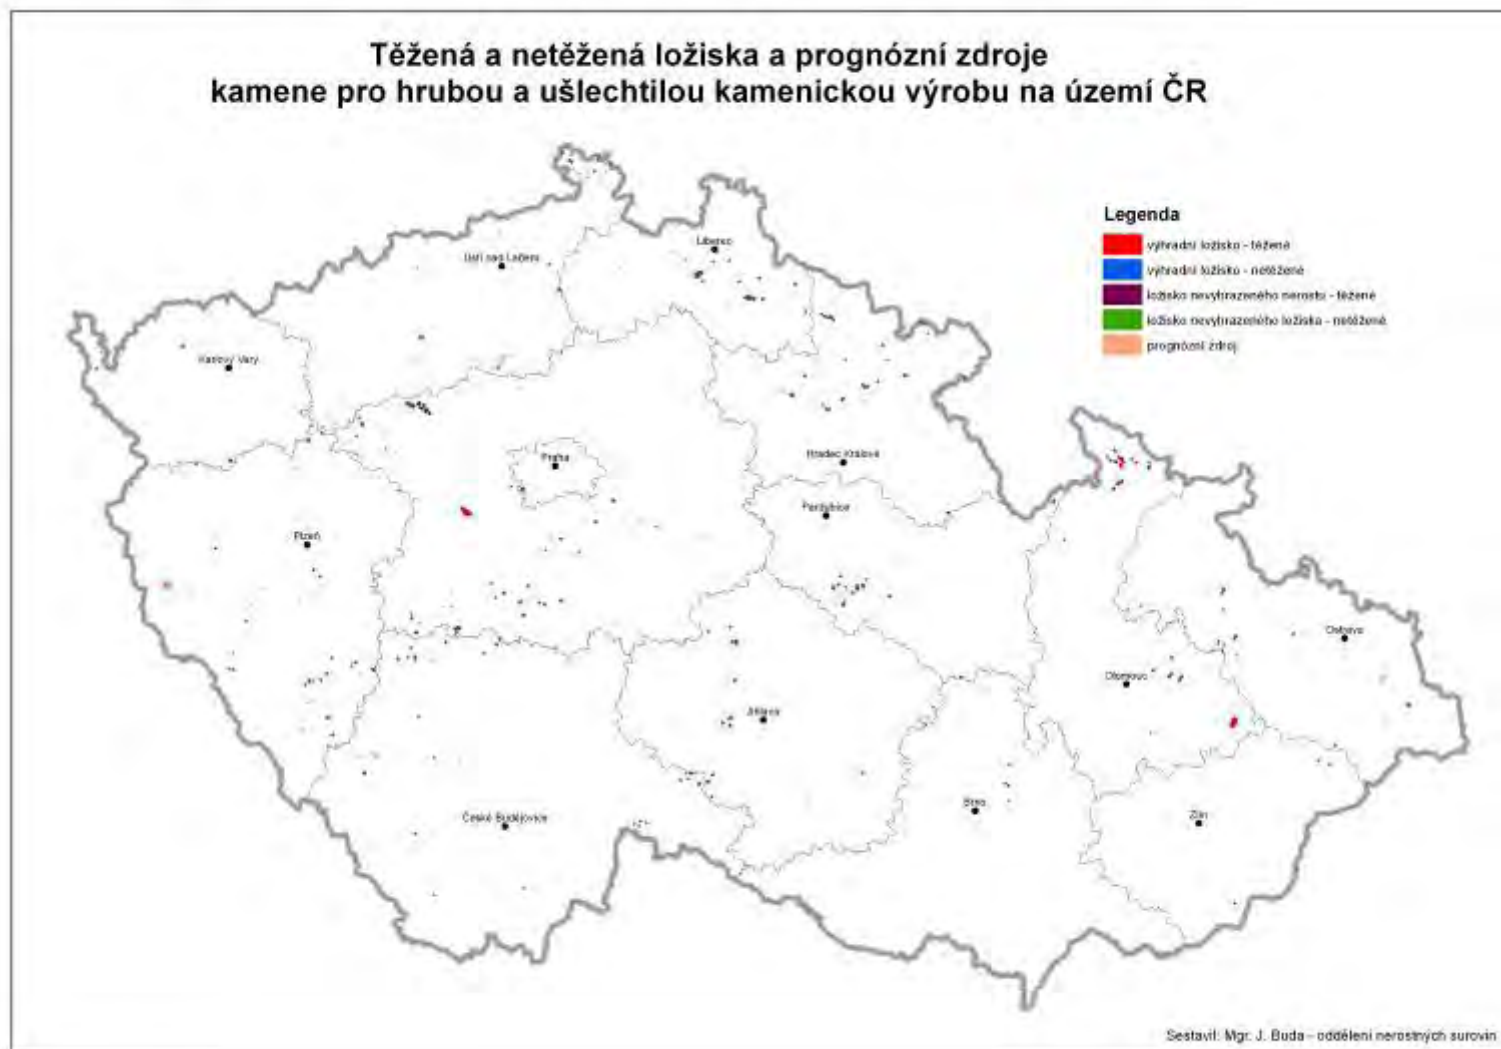 Těžená a netěžená ložiska a prognózní zdroje
kamene pro hrubou a ušlechtilou kamenickou výrobu na území ČR
Legenda
výhradní ložisko - těžené
výhradní ložisko - netěžené
ložisko nevyhrazeného nerostu - těžené
ložisko nevyhrazeného ložiska - netěžené
prognózní zdroj
Liberec
Ústí nad Labem
Karlovy Vary
Praha
Hradec Králové
Pardubice
Plzeň
Ostrava
Olomouc
Jihlava
Brno
České Budějovice
Zlín
Sestavil: Mgr. J. Buda - oddělení nerostných surovin